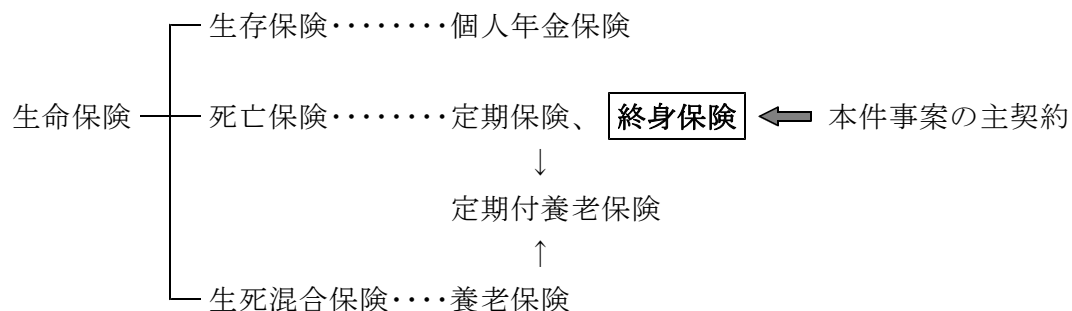 生存保険････････個人年金保険
生命保険 死亡保険････････定期保険、 終身保険 本件事案の主契約
↓
定期付養老保険
↑
生死混合保険････養老保険